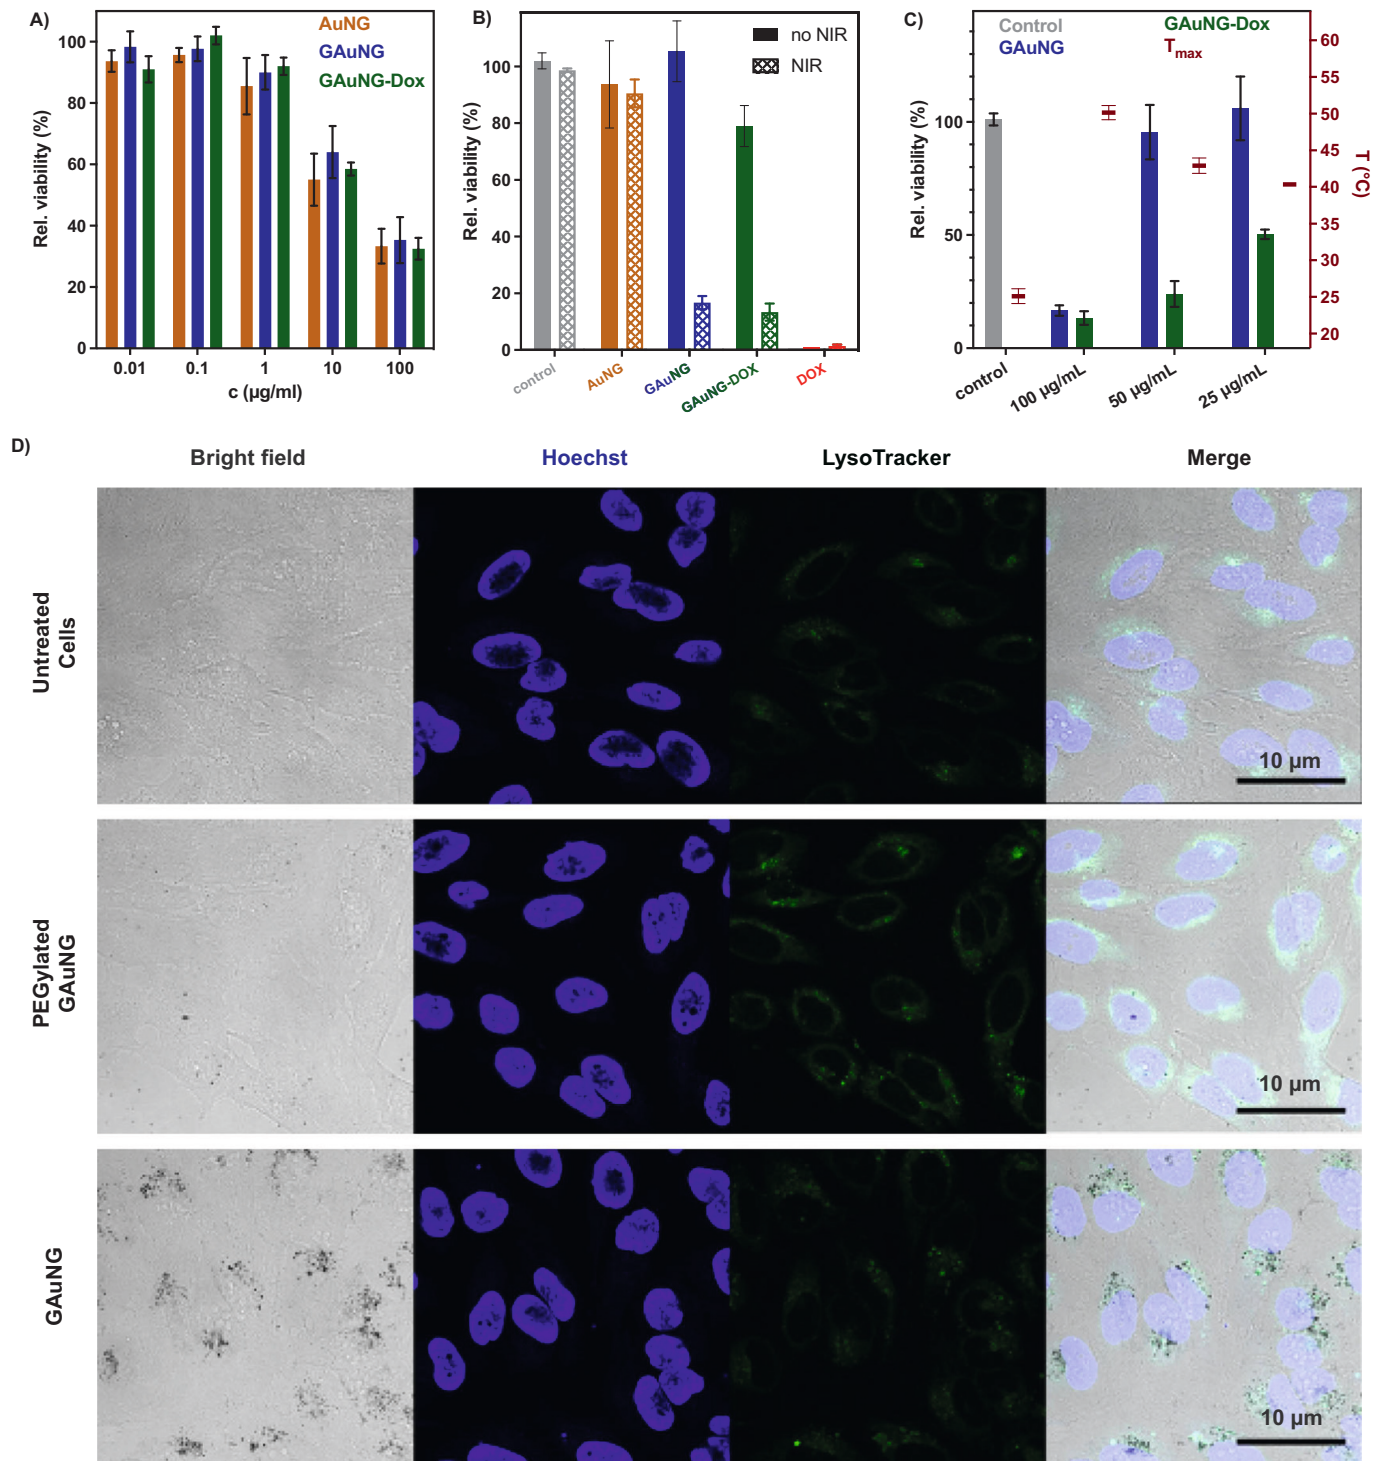 A)
AuNG
GAuNG
GAuNG-Dox
Rel. viability (%)
100
80
60
40
20
0
0.01 0.1 1 10 100
c (µg/ml)
B)
no NIR
NIR
Rel. viability (%)
100
80
60
40
20
0
control AuNG GAuNG GAuNG-DOX DOX
C)
Control GAuNG-Dox
GAuNG Tmax
Rel. viability (%)
100
50
0
T (°C)
60
55
50
45
40
35
30
25
20
control 100 µg/mL 50 µg/mL 25 µg/mL
D)
Bright field Hoechst LysoTracker Merge
Untreated
Cells
10 µm
PEGylated
GAuNG
10 µm
GAuNG
10 µm